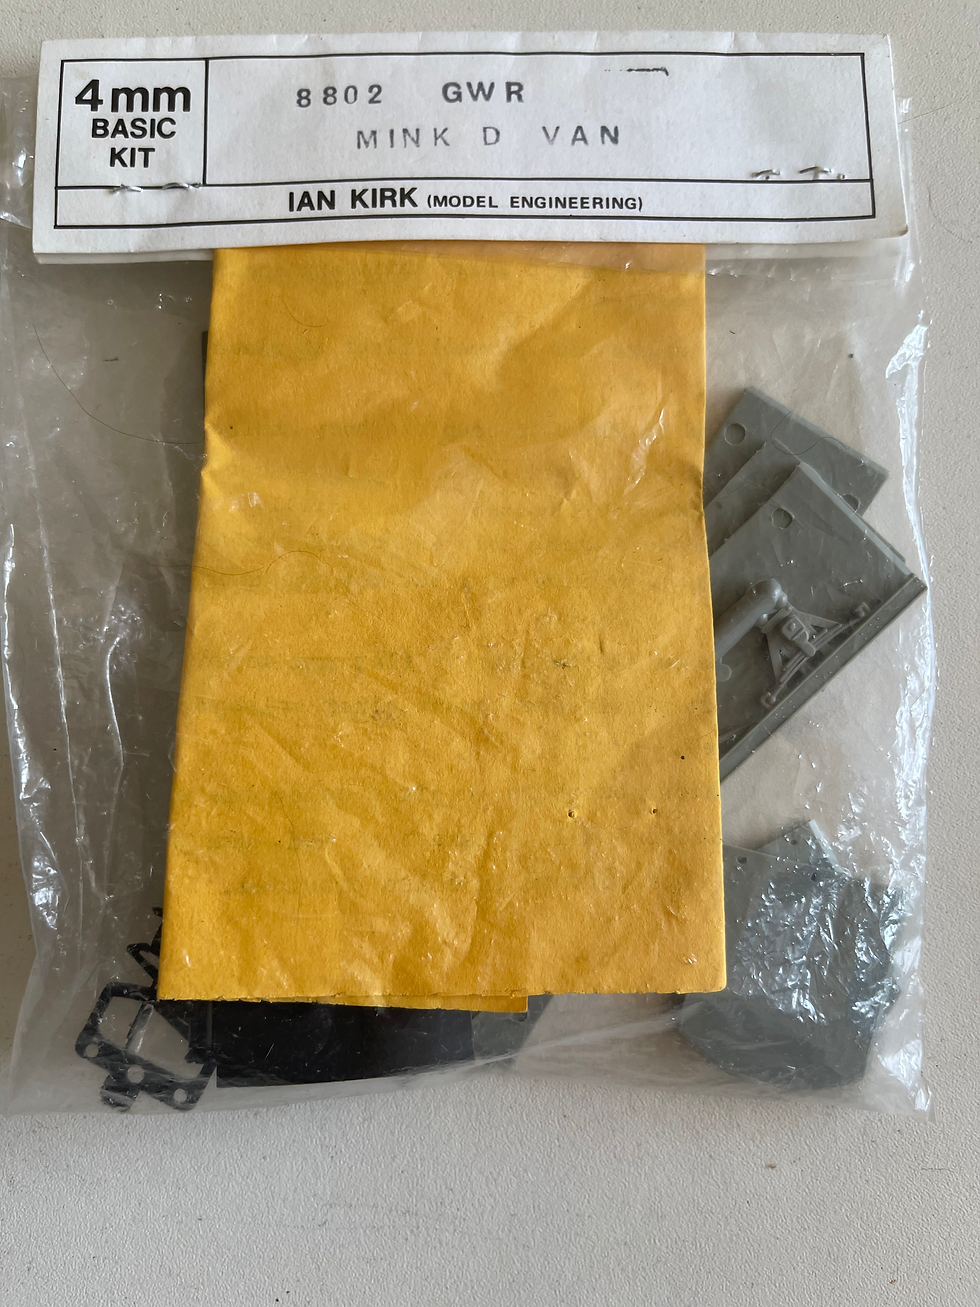 4mm
BASIC
KIT
8802 GWR
MINK D VAN
IAN KIRK (MODEL ENGINEERING)